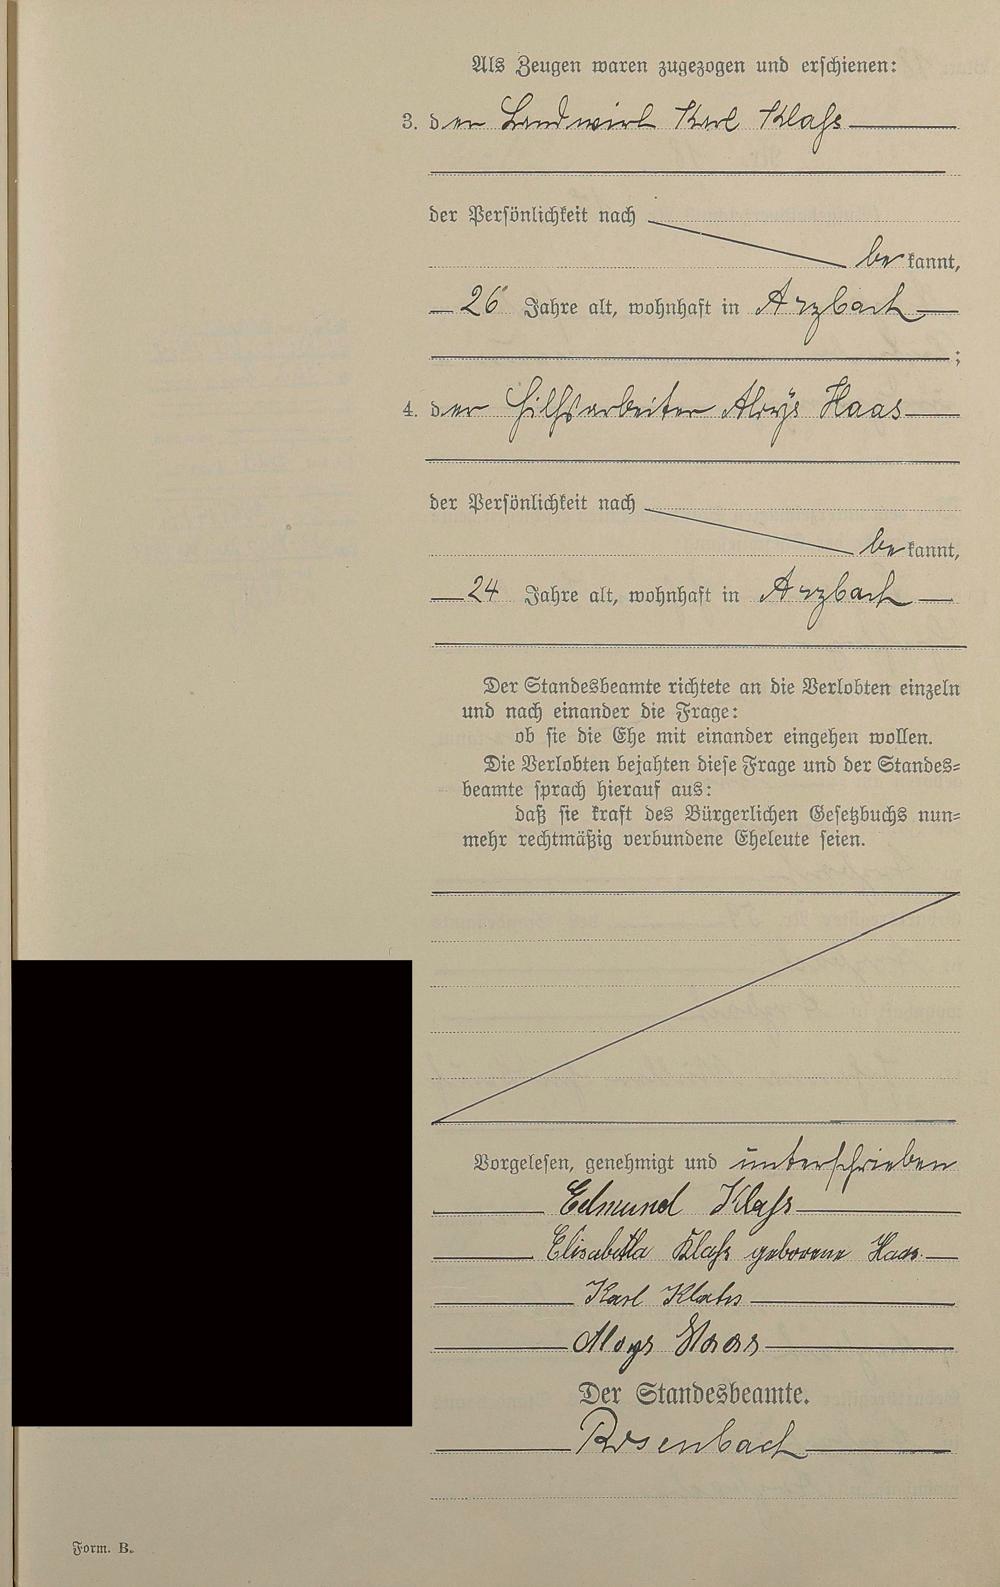 Als Zeugen waren zugezogen und erschienen:
3. der Landwirt Karl Klaß
der Persönlichkeit nach
bekannt,
26 Jahre alt, wohnhaft in Arzbach
;
4. der Hilfsarbeiter Aloÿs Haas
der Persönlichkeit nach
bekannt,
24 Jahre alt, wohnhaft in Arzbach
Der Standesbeamte richtete an die Verlobten einzeln
und nach einander die Frage:
ob sie die Ehe mit einander eingehen wollen.
Die Verlobten bejahten diese Frage und der Standes=
beamte sprach hierauf aus:
daß sie kraft des Bürgerlichen Gesetzbuchs nun=
mehr rechtmäßig verbundene Eheleute seien.
Vorgelesen, genehmigt und unterschrieben
Edmund Klaß
Elisabetha Klaß geborene Haas.
Karl Klahs
Aloys Haas
Der Standesbeamte.
Rosenbach
Form. B.